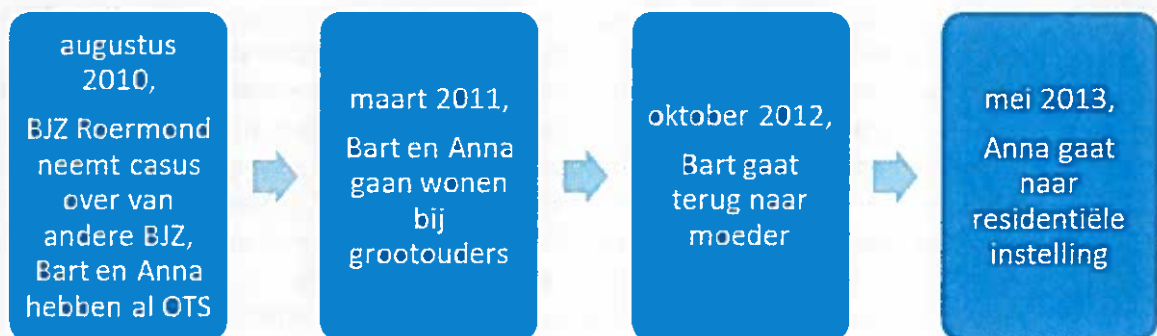 augustus
2010,
BJZ Roermond
neemt casus
over van
andere BJZ,
Bart en Anna
hebben al OTS
maart 2011,
Bart en Anna
gaan wonen
bij
grootouders
oktober 2012,
Bart gaat
terug naar
moeder
mei 2013,
Anna gaat
naar
residentiële
instelling